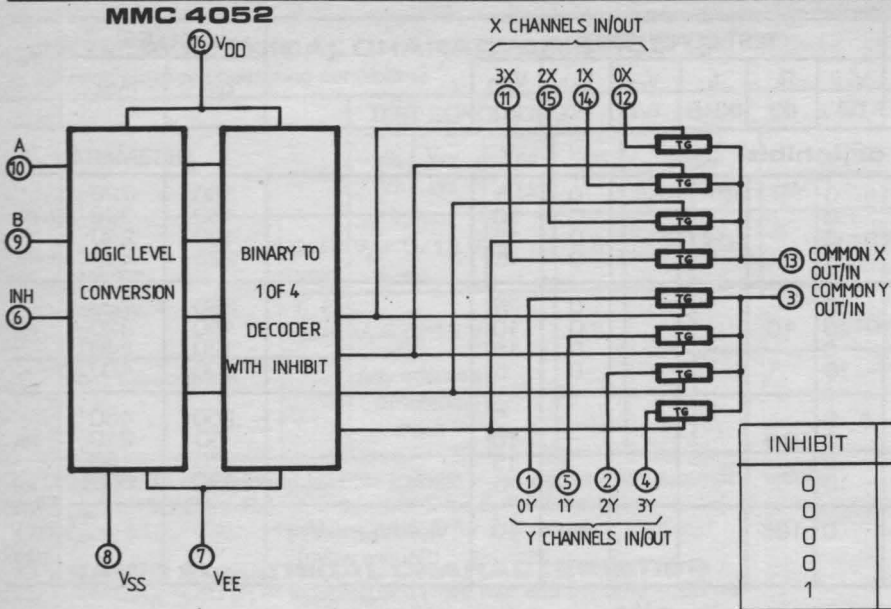 MMC 4052
X CHANNELS IN/OUT
16 VDD
3X 2X 1X 0X
11 15 14 12
A
10
B
9
INH
6
LOGIC LEVEL
CONVERSION
BINARY TO
1 OF 4
DECODER
WITH INHIBIT
TG
TG
TG
TG
TG
TG
TG
TG
13 COMMON X
OUT/IN
3 COMMON Y
OUT/IN
1 5 2 4
0Y 1Y 2Y 3Y
Y CHANNELS IN/OUT
8 VSS
7 VEE
INHIBIT
0
0
0
0
1